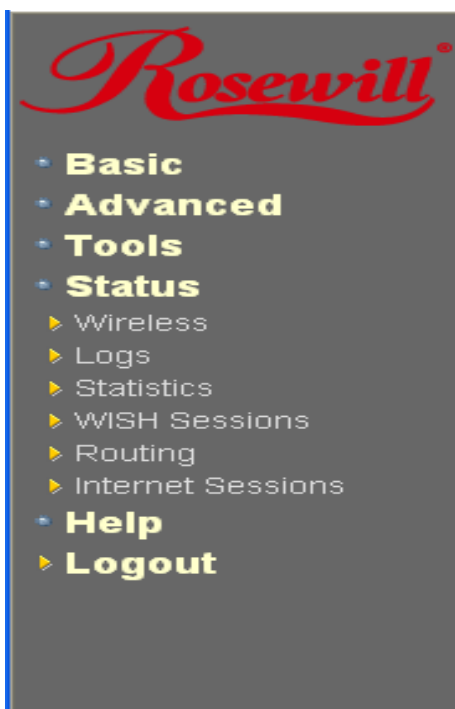 Rosewill®
Basic
Advanced
Tools
Status
Wireless
Logs
Statistics
WISH Sessions
Routing
Internet Sessions
Help
Logout